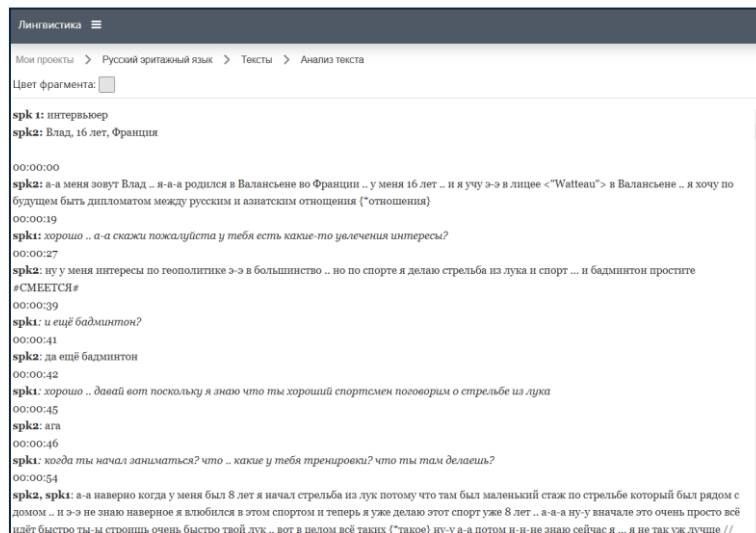 Лингвистика ☰
Мои проекты > Русский эритажный язык > Тексты > Анализ текста
Цвет фрагмента:
spk 1: интервьюер
spk2: Влад, 16 лет, Франция
00:00:00
spk2: а-а меня зовут Влад .. я-а-а родился в Валансьене во Франции .. у меня 16 лет .. и я учу э-э в лицее <"Watteau"> в Валансьене .. я хочу по
будущем быть дипломатом между русским и азиатским отнощения {*отношения}
00:00:19
spk1: хорошо .. а-а скажи пожалуйста у тебя есть какие-то увлечения интересы?
00:00:27
spk2: ну у меня интересы по геополитике э-э в большинство .. но по спорте я делаю стрельба из лука и спорт ... и бадминтон простите
#СМЕЕТСЯ#
00:00:39
spk1: и ещё бадминтон?
00:00:41
spk2: да ещё бадминтон
00:00:42
spk1: хорошо .. давай вот поскольку я знаю что ты хороший спортсмен поговорим о стрельбе из лука
00:00:45
spk2: ага
00:00:46
spk1: когда ты начал заниматься? что .. какие у тебя тренировки? что ты там делаешь?
00:00:54
spk2, spk1: а-а наверно когда у меня был 8 лет я начал стрельба из лук потому что там был маленький стаж по стрельбе который был рядом с
домом .. и э-э не знаю наверное я влюбился в этом спортом и теперь я уже делаю этот спорт уже 8 лет .. а-а-а ну-у вначале это очень просто всё
идёт быстро ты-ы строишь очень быстро твой лук .. вот в целом всё таких {*такое} ну-у а-а потом н-н-не знаю сейчас я ... я не так уж лучше //